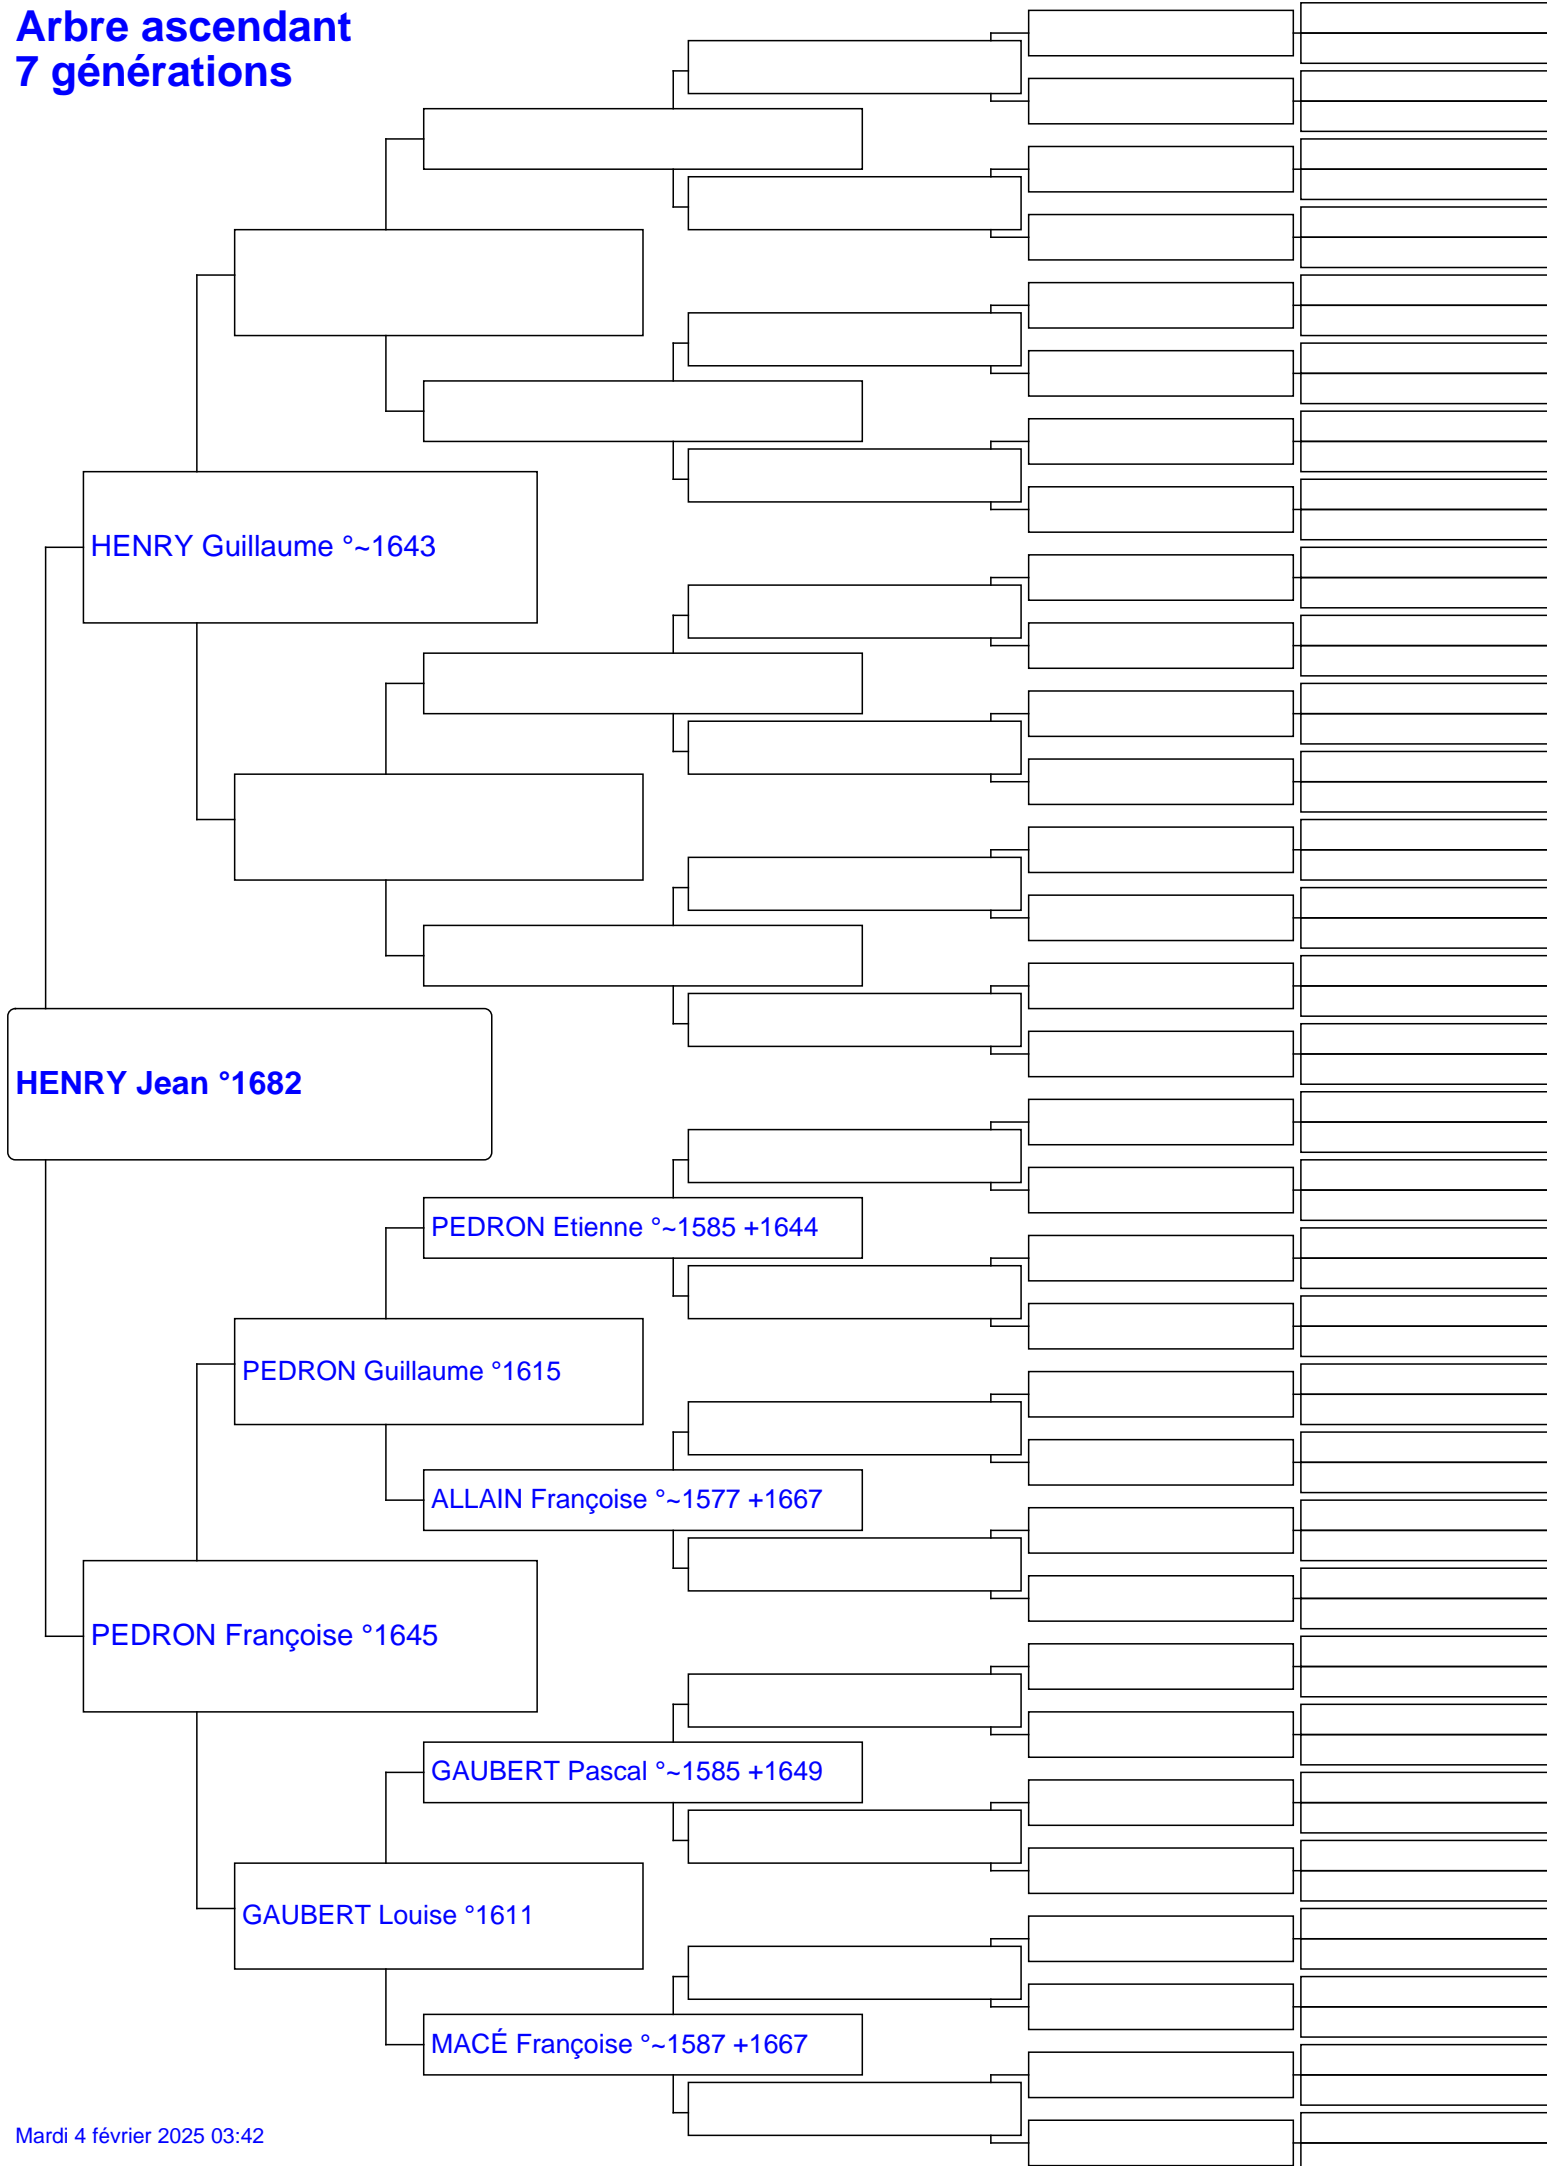 Arbre ascendant
7 générations
HENRY Guillaume °~1643
HENRY Jean °1682
PEDRON Etienne °~1585 +1644
PEDRON Guillaume °1615
ALLAIN Françoise °~1577 +1667
PEDRON Françoise °1645
GAUBERT Pascal °~1585 +1649
GAUBERT Louise °1611
MACÉ Françoise °~1587 +1667
Mardi 4 février 2025 03:42